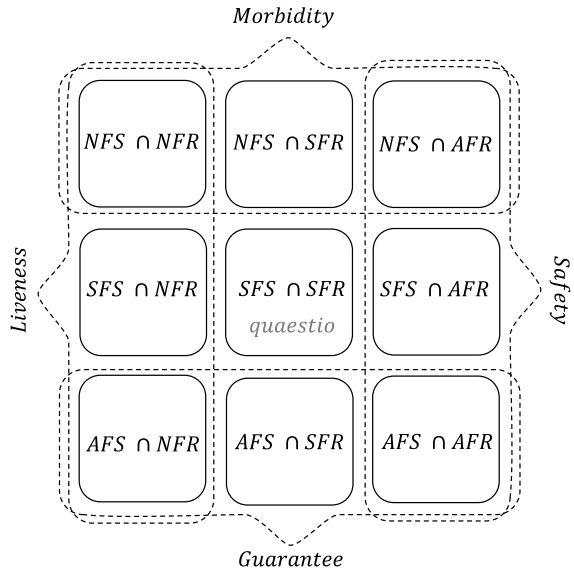 Morbidity
NFS ∩ NFR
NFS ∩ SFR
NFS ∩ AFR
Liveness
SFS ∩ NFR
SFS ∩ SFR
quaestio
SFS ∩ AFR
Safety
AFS ∩ NFR
AFS ∩ SFR
AFS ∩ AFR
Guarantee